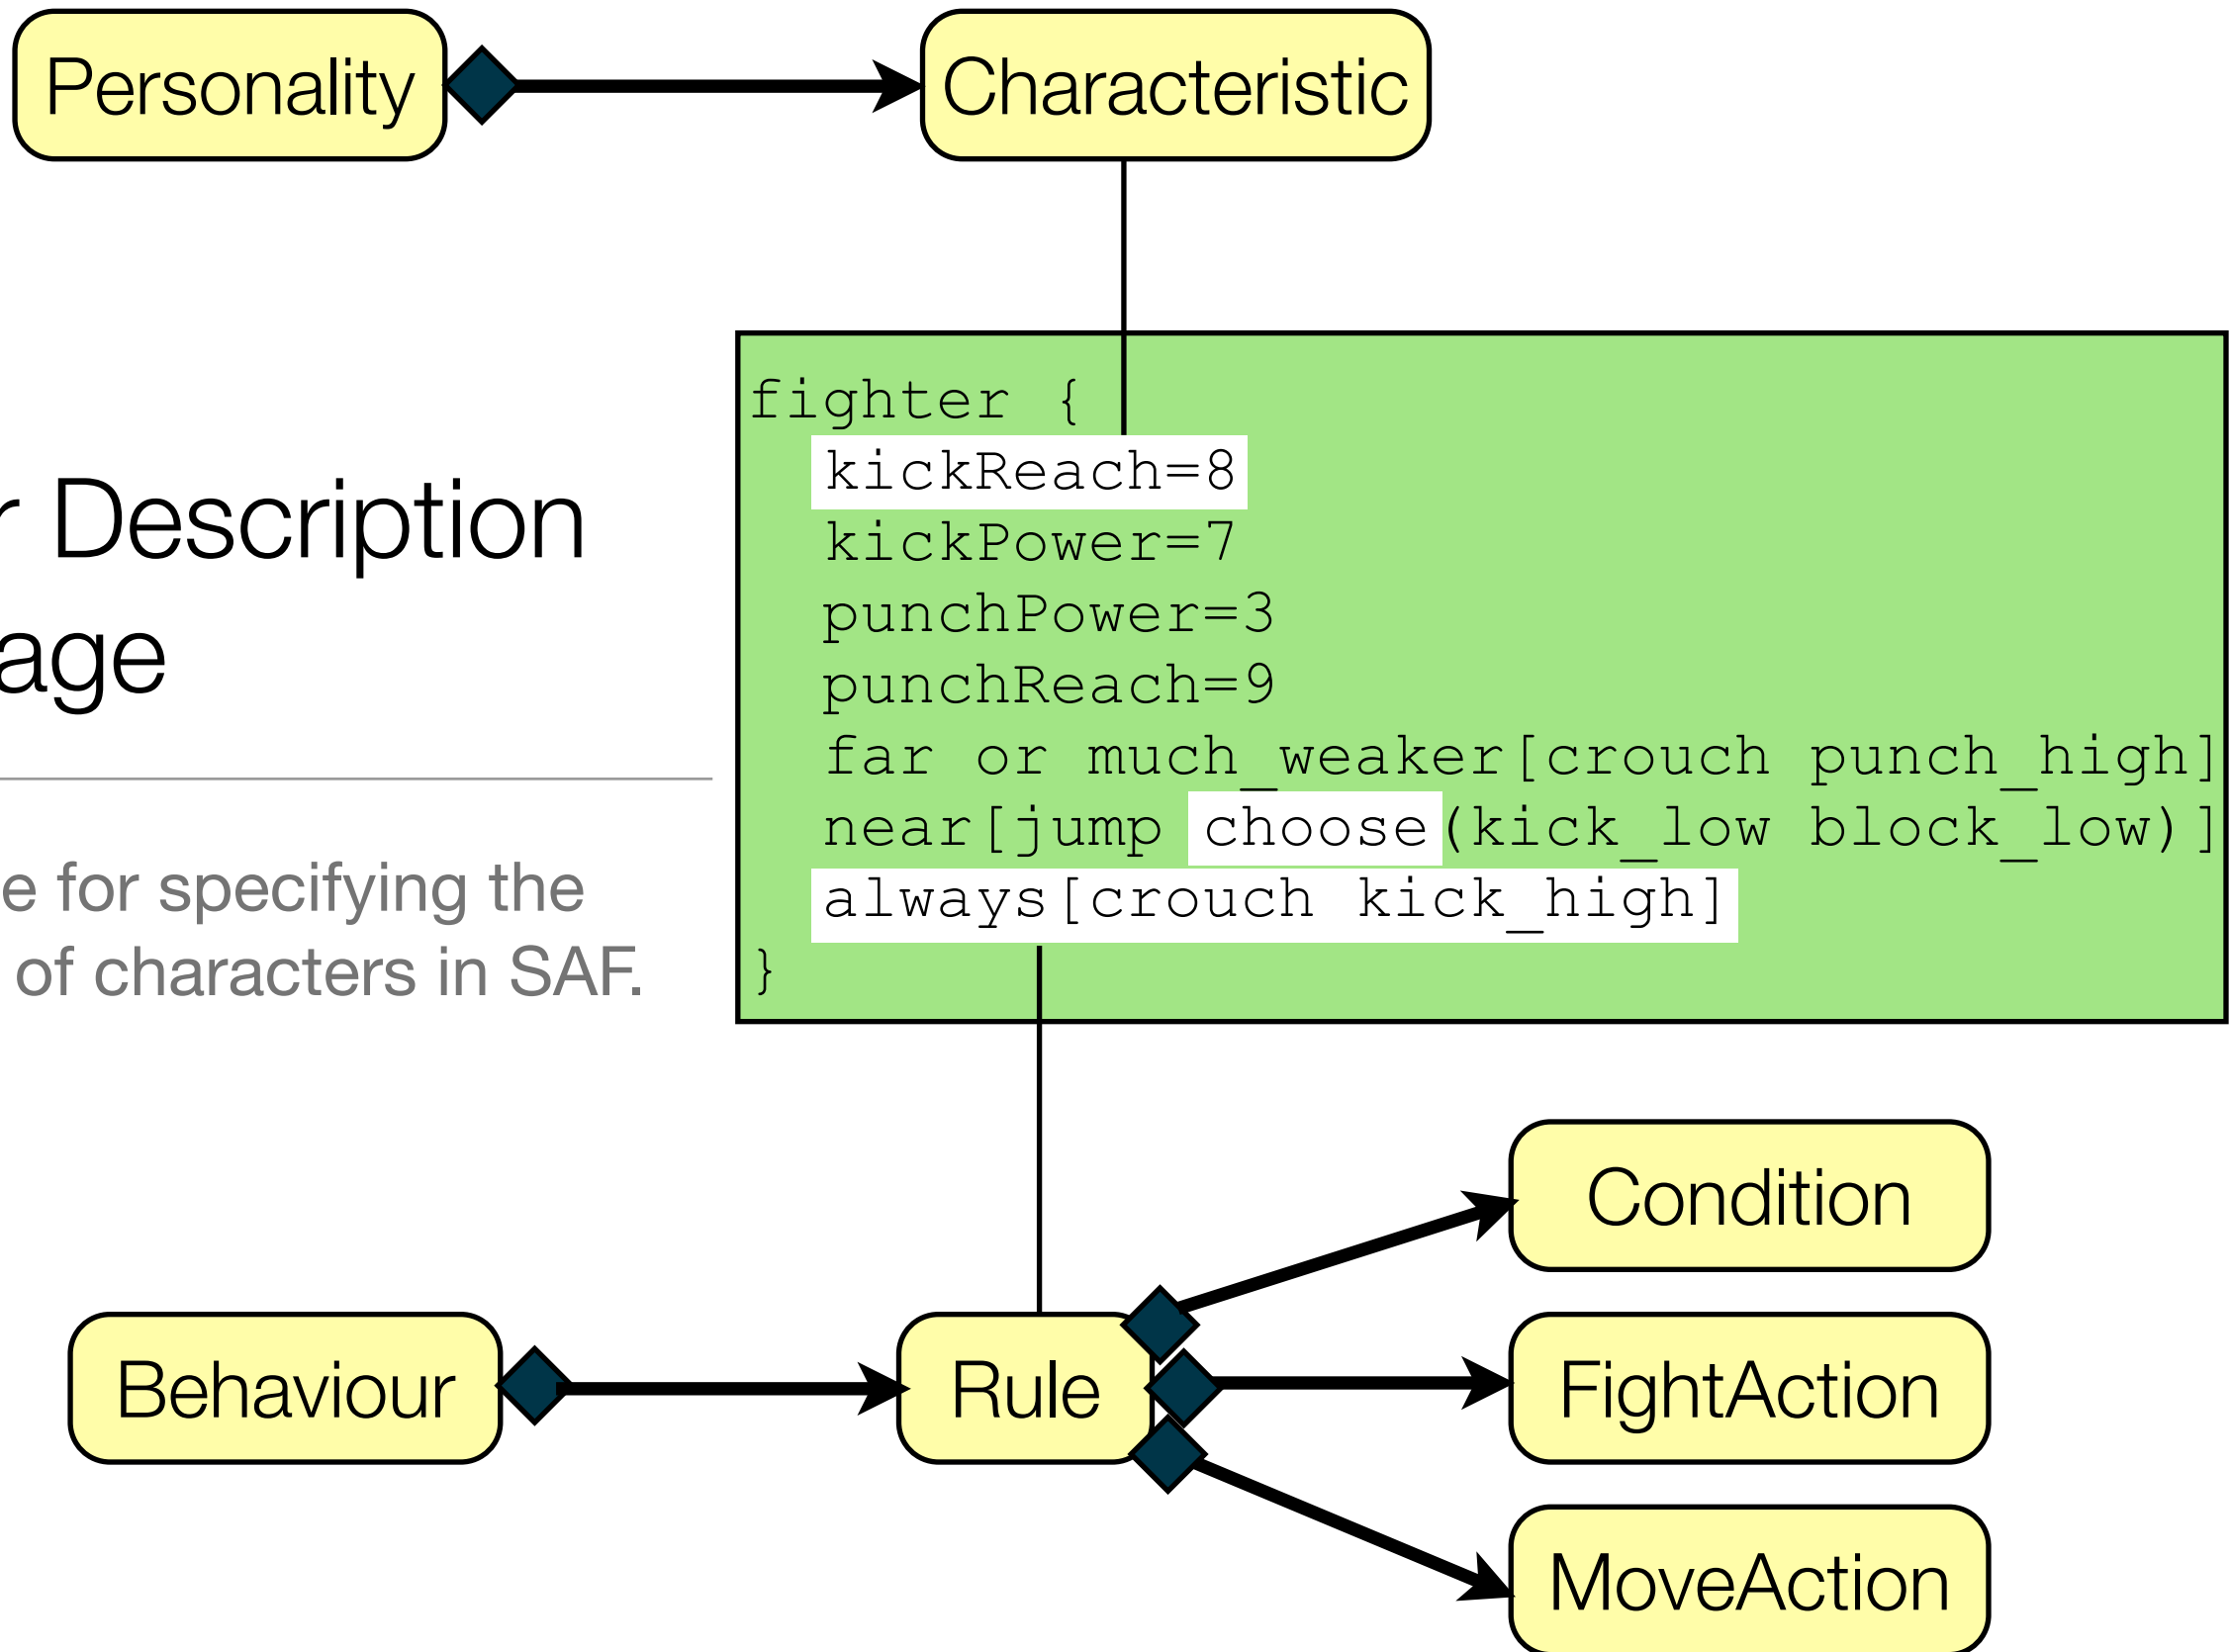 Personality
Characteristic
r Description
age
e for specifying the
of characters in SAF.
fighter {
kickReach=8
kickPower=7
punchPower=3
punchReach=9
far or much_weaker[crouch punch_high]
near[jump choose(kick_low block_low)]
always[crouch kick_high]
}
Condition
Behaviour
Rule
FightAction
MoveAction